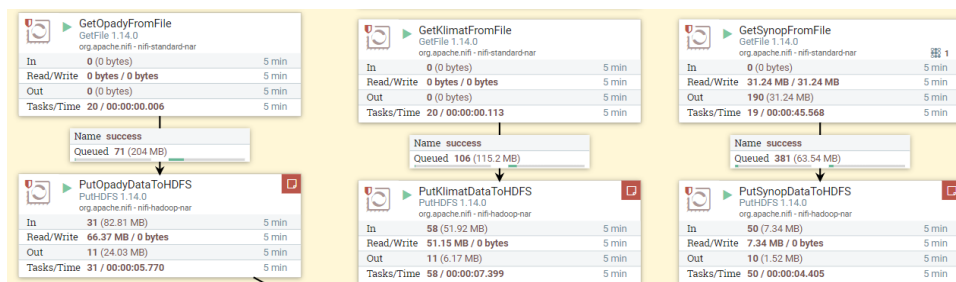 GetOpadyFromFile
GetFile 1.14.0
org.apache.nifi - nifi-standard-nar
In 0 (0 bytes) 5 min
Read/Write 0 bytes / 0 bytes 5 min
Out 0 (0 bytes) 5 min
Tasks/Time 20 / 00:00:00.006 5 min
Name success
Queued 71 (204 MB)
PutOpadyDataToHDFS
PutHDFS 1.14.0
org.apache.nifi - nifi-hadoop-nar
In 31 (82.81 MB) 5 min
Read/Write 66.37 MB / 0 bytes 5 min
Out 11 (24.03 MB) 5 min
Tasks/Time 31 / 00:00:05.770 5 min
GetKlimatFromFile
GetFile 1.14.0
org.apache.nifi - nifi-standard-nar
In 0 (0 bytes) 5 min
Read/Write 0 bytes / 0 bytes 5 min
Out 0 (0 bytes) 5 min
Tasks/Time 20 / 00:00:00.113 5 min
Name success
Queued 106 (115.2 MB)
PutKlimatDataToHDFS
PutHDFS 1.14.0
org.apache.nifi - nifi-hadoop-nar
In 58 (51.92 MB) 5 min
Read/Write 51.15 MB / 0 bytes 5 min
Out 11 (6.17 MB) 5 min
Tasks/Time 58 / 00:00:07.399 5 min
GetSynopFromFile
GetFile 1.14.0
org.apache.nifi - nifi-standard-nar
1
In 0 (0 bytes) 5 min
Read/Write 31.24 MB / 31.24 MB 5 min
Out 190 (31.24 MB) 5 min
Tasks/Time 19 / 00:00:45.568 5 min
Name success
Queued 381 (63.54 MB)
PutSynopDataToHDFS
PutHDFS 1.14.0
org.apache.nifi - nifi-hadoop-nar
In 50 (7.34 MB) 5 min
Read/Write 7.34 MB / 0 bytes 5 min
Out 10 (1.52 MB) 5 min
Tasks/Time 50 / 00:00:04.405 5 min